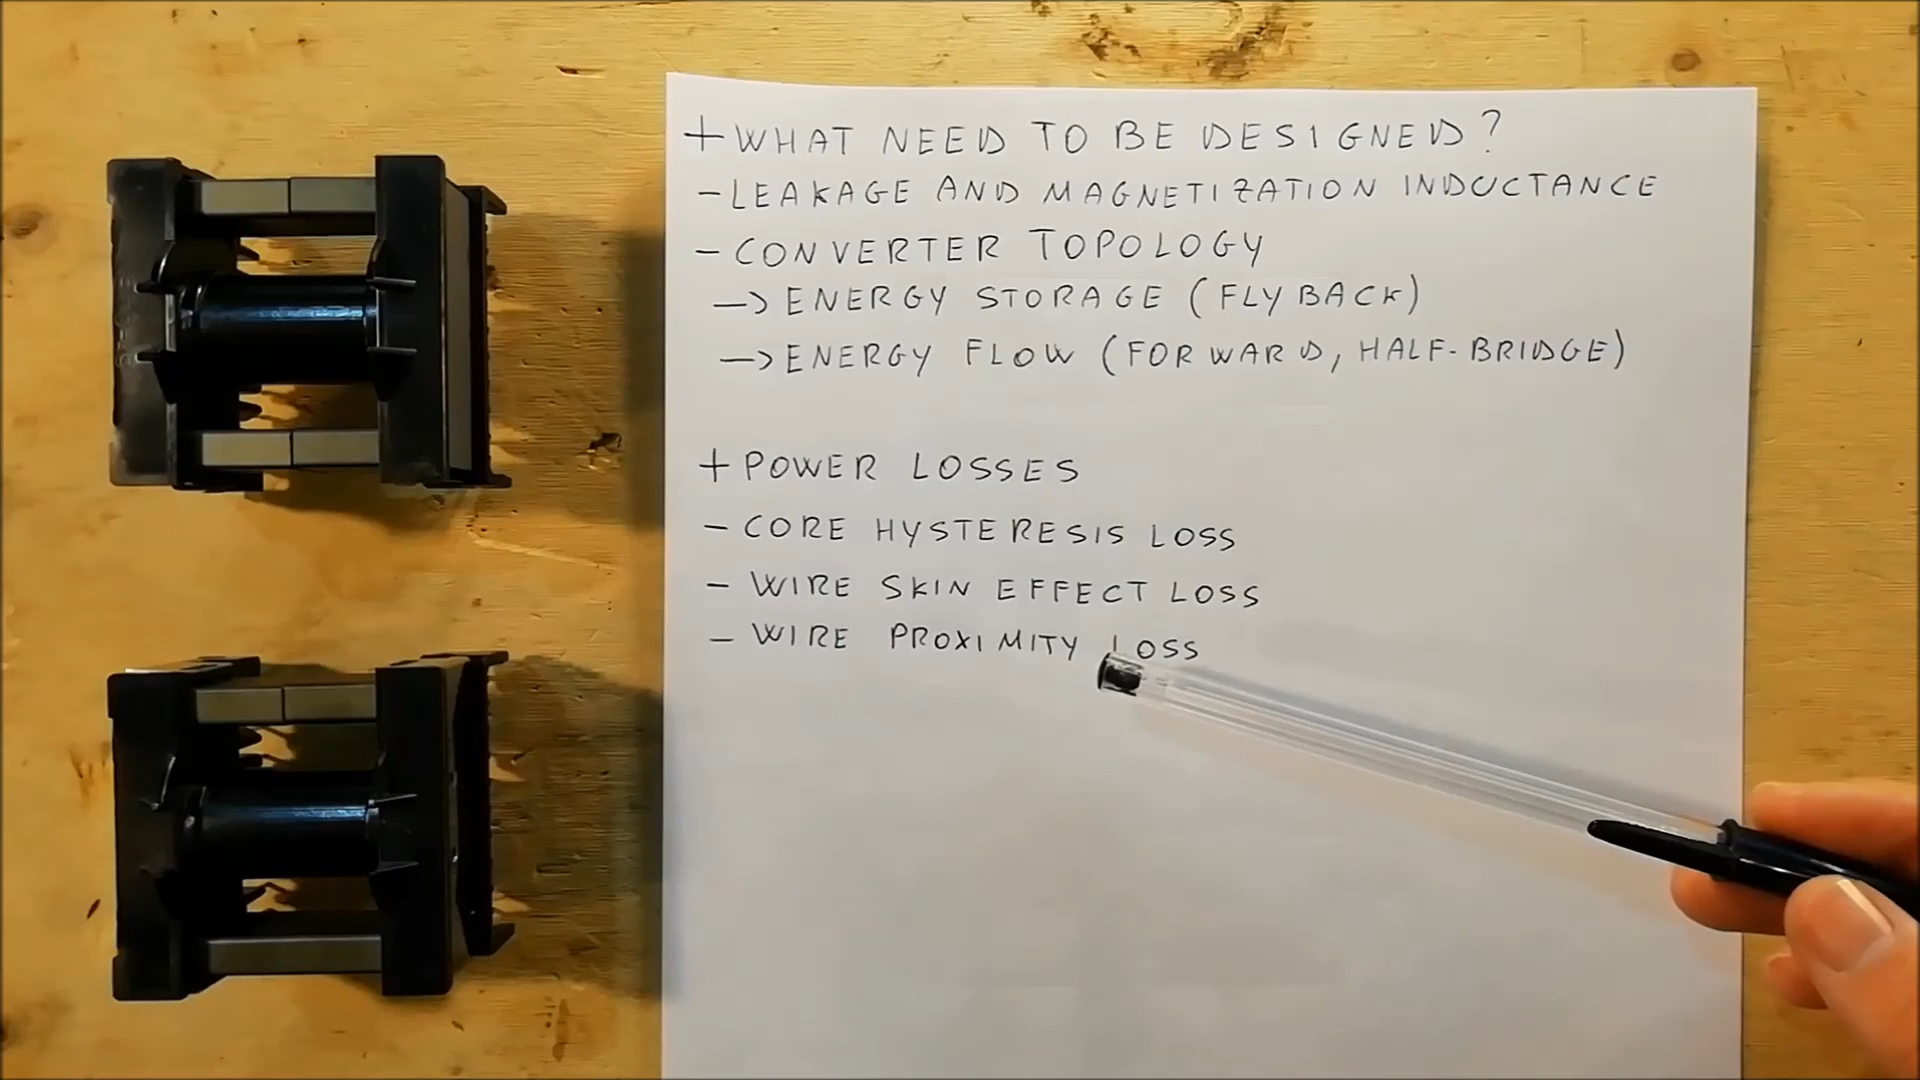 + WHAT NEED TO BE DESIGNED?
- LEAKAGE AND MAGNETIZATION INDUCTANCE
- CONVERTER TOPOLOGY
-> ENERGY STORAGE (FLYBACK)
-> ENERGY FLOW (FORWARD, HALF-BRIDGE)
+ POWER LOSSES
- CORE HYSTERESIS LOSS
- WIRE SKIN EFFECT LOSS
- WIRE PROXIMITY LOSS